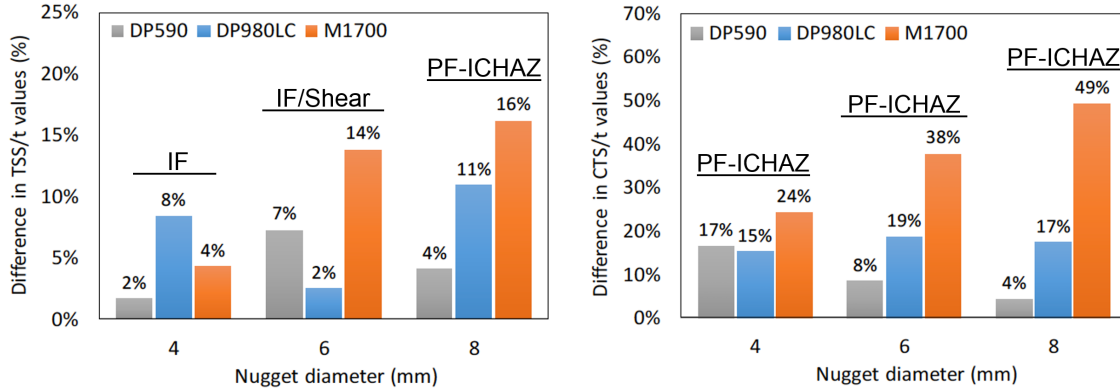 Difference in TSS/t values (%)
25%
20%
15%
10%
5%
0%
DP590 DP980LC M1700
IF
IF/Shear
PF-ICHAZ
2%
8%
4%
7%
2%
14%
4%
11%
16%
4 6 8
Nugget diameter (mm)
Difference in CTS/t values (%)
70%
60%
50%
40%
30%
20%
10%
0%
DP590 DP980LC M1700
PF-ICHAZ
PF-ICHAZ
PF-ICHAZ
17%
15%
24%
8%
19%
38%
4%
17%
49%
4 6 8
Nugget diameter (mm)